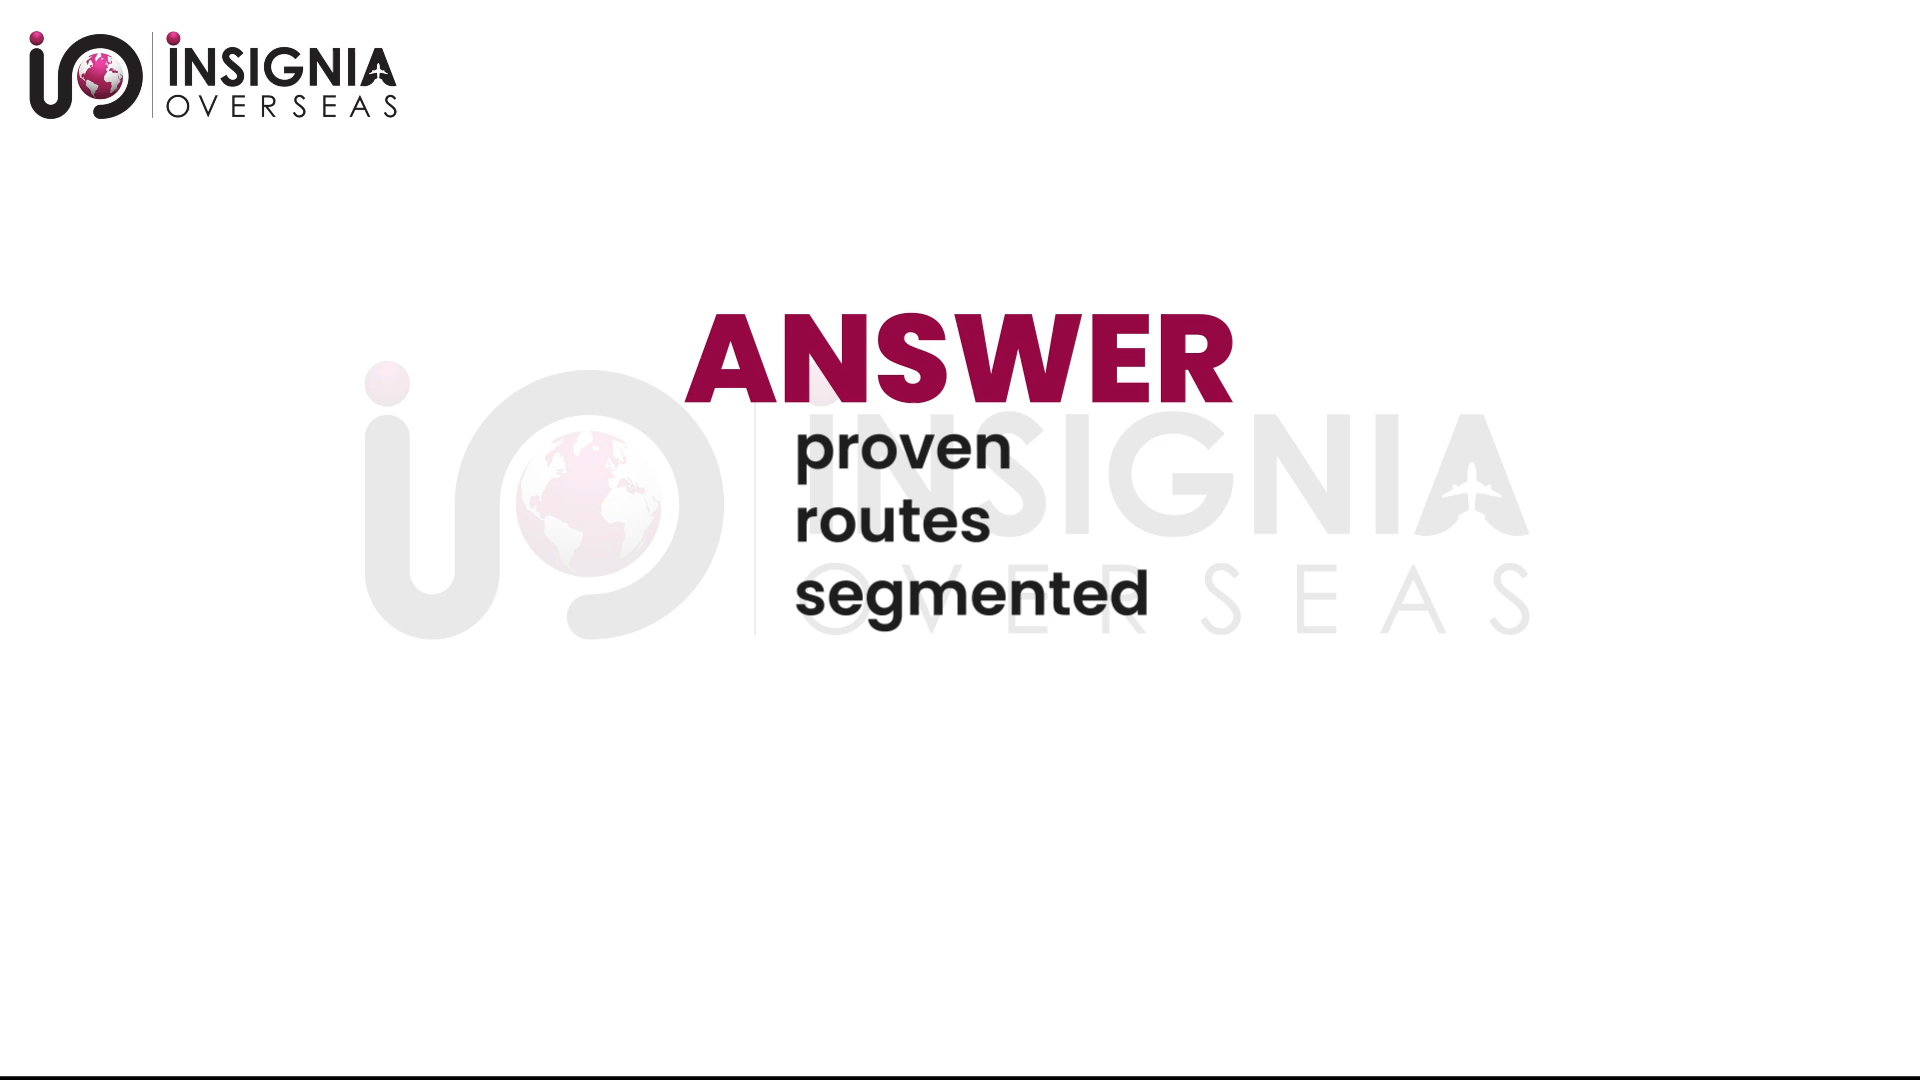 INSIGNIA
OVERSEAS
ANSWER
proven
routes
segmented
INSIGNIA
OVERSEAS